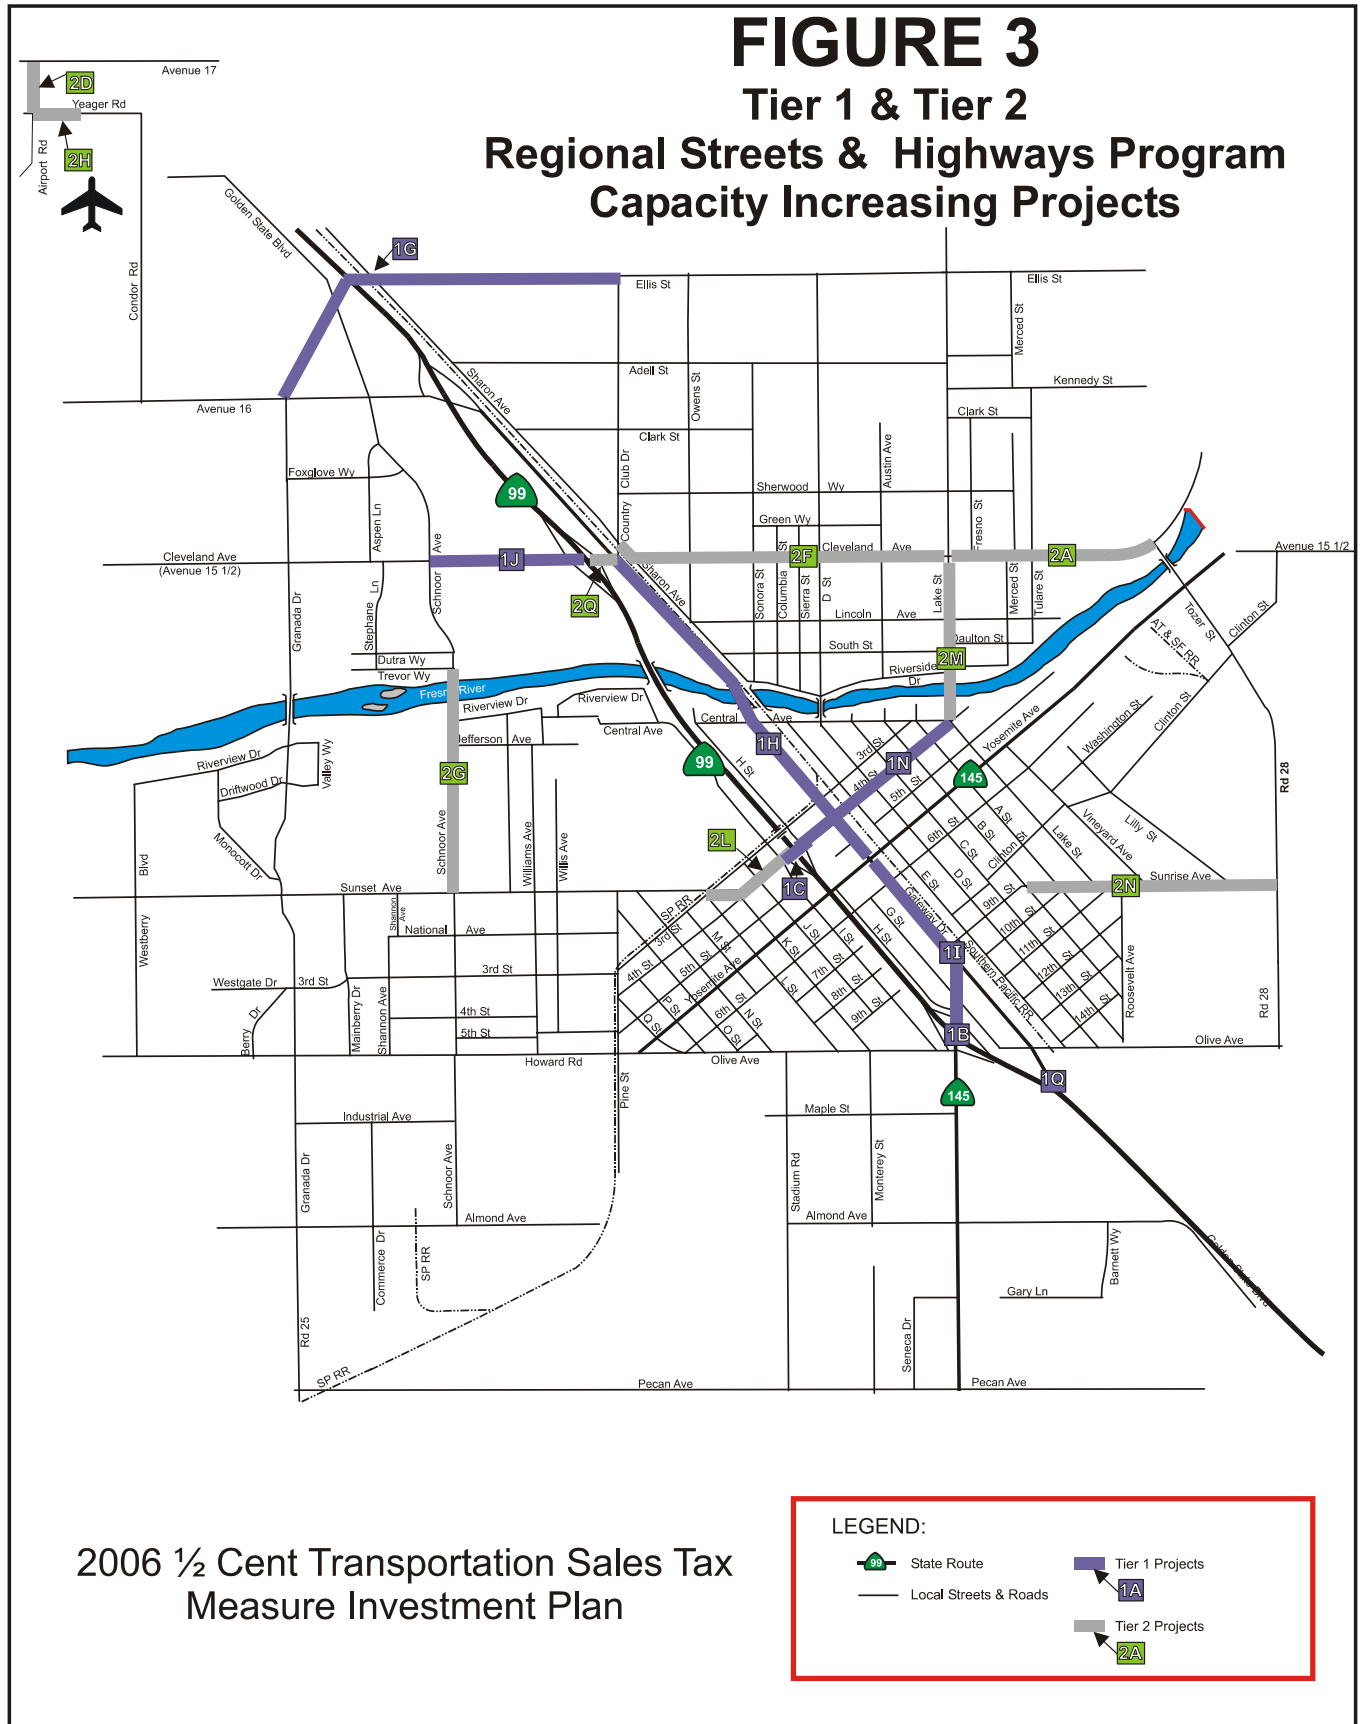 FIGURE 3
Tier 1 & Tier 2
Regional Streets & Highways Program
Capacity Increasing Projects
Avenue 17
2D
Yeager Rd
2H
Airport Rd
Condor Rd
Golden State Blvd
1G
Ellis St
Ellis St
Merced St
Adell St
Owens St
Kennedy St
Sharon Ave
Avenue 16
Clark St
Clark St
Club Dr
Country
Austin Ave
Foxglove Wy
99
Sherwood Wy
Green Wy
Fresno St
Aspen Ln
Schnoor Ave
Cleveland Ave
(Avenue 15 1/2)
1J
2F
Cleveland Ave
2A
Avenue 15 1/2
2Q
Sharon Ave
Granada Dr
Stephane Ln
Sonora St
Columbia St
Sierra St
D St
Lake St
Merced St
Tulare St
Lincoln Ave
Tozer St
Clinton St
AT & SF RR
South St
Daulton St
Dutra Wy
Trevor Wy
Riverside Dr
2M
Fresno River
Riverview Dr
Riverview Dr
Central Ave
Central Ave
Jefferson Ave
Riverview Dr
Valley Wy
Driftwood Dr
Monocott Dr
2G
99
H St
1H
3rd St
4th St
5th St
1N
Yosemite Ave
145
Washington St
Clinton St
Rd 28
Schnoor Ave
Williams Ave
Willis Ave
2L
1C
6th St
A St
B St
C St
D St
E St
Clinton St
Lake St
Vineyard Ave
Lilly St
Sunrise Ave
2N
Westberry Blvd
Sunset Ave
Shannon Ave
National Ave
SP RR
3rd St
4th St
5th St
6th St
Yosemite Ave
M St
K St
J St
I St
L St
G St
H St
Gateway Dr
9th St
10th St
11th St
12th St
13th St
14th St
Southern Pacific RR
1I
Roosevelt Ave
Westgate Dr
3rd St
3rd St
7th St
8th St
9th St
P St
Q St
N St
O St
Berry Dr
Mainberry Dr
Shannon Ave
4th St
5th St
1B
Rd 28
Howard Rd
Olive Ave
Olive Ave
1Q
145
Pine St
Maple St
Industrial Ave
Granada Dr
Schnoor Ave
Stadium Rd
Monterey St
Almond Ave
Almond Ave
Commerce Dr
SP RR
Barnett Wy
Golden State Blvd
Gary Ln
Rd 25
Seneca Dr
SP RR
Pecan Ave
Pecan Ave
2006 ½ Cent Transportation Sales Tax
Measure Investment Plan
LEGEND:
99
State Route
Local Streets & Roads
Tier 1 Projects
1A
Tier 2 Projects
2A